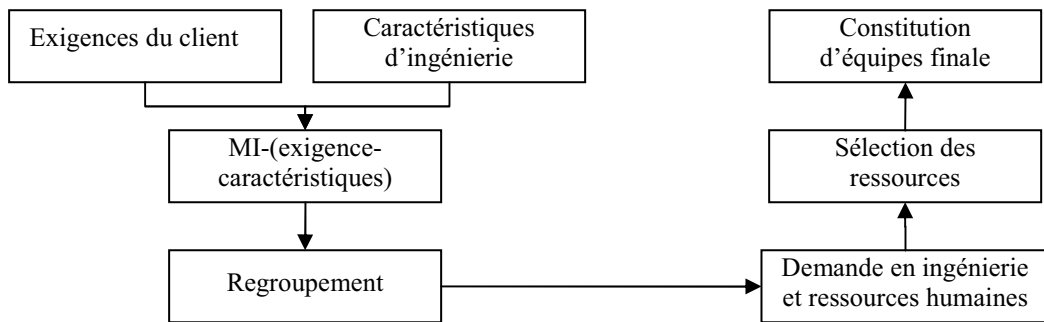 Exigences du client
Caractéristiques
d’ingénierie
MI-(exigence-
caractéristiques)
Regroupement
Demande en ingénierie
et ressources humaines
Sélection des
ressources
Constitution
d’équipes finale